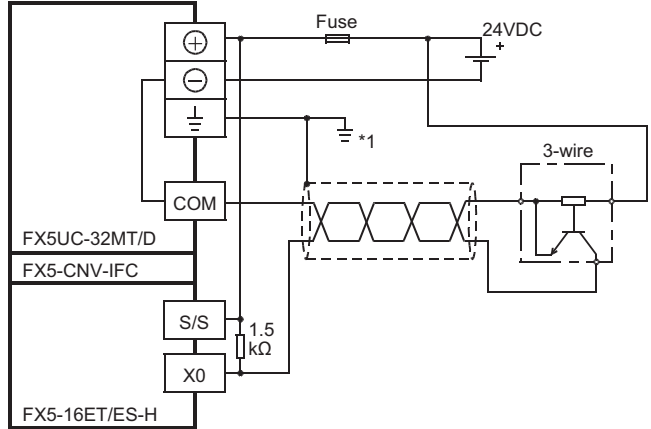 Fuse
24VDC
+
*1
3-wire
COM
FX5UC-32MT/D
FX5-CNV-IFC
S/S
1.5
kΩ
X0
FX5-16ET/ES-H